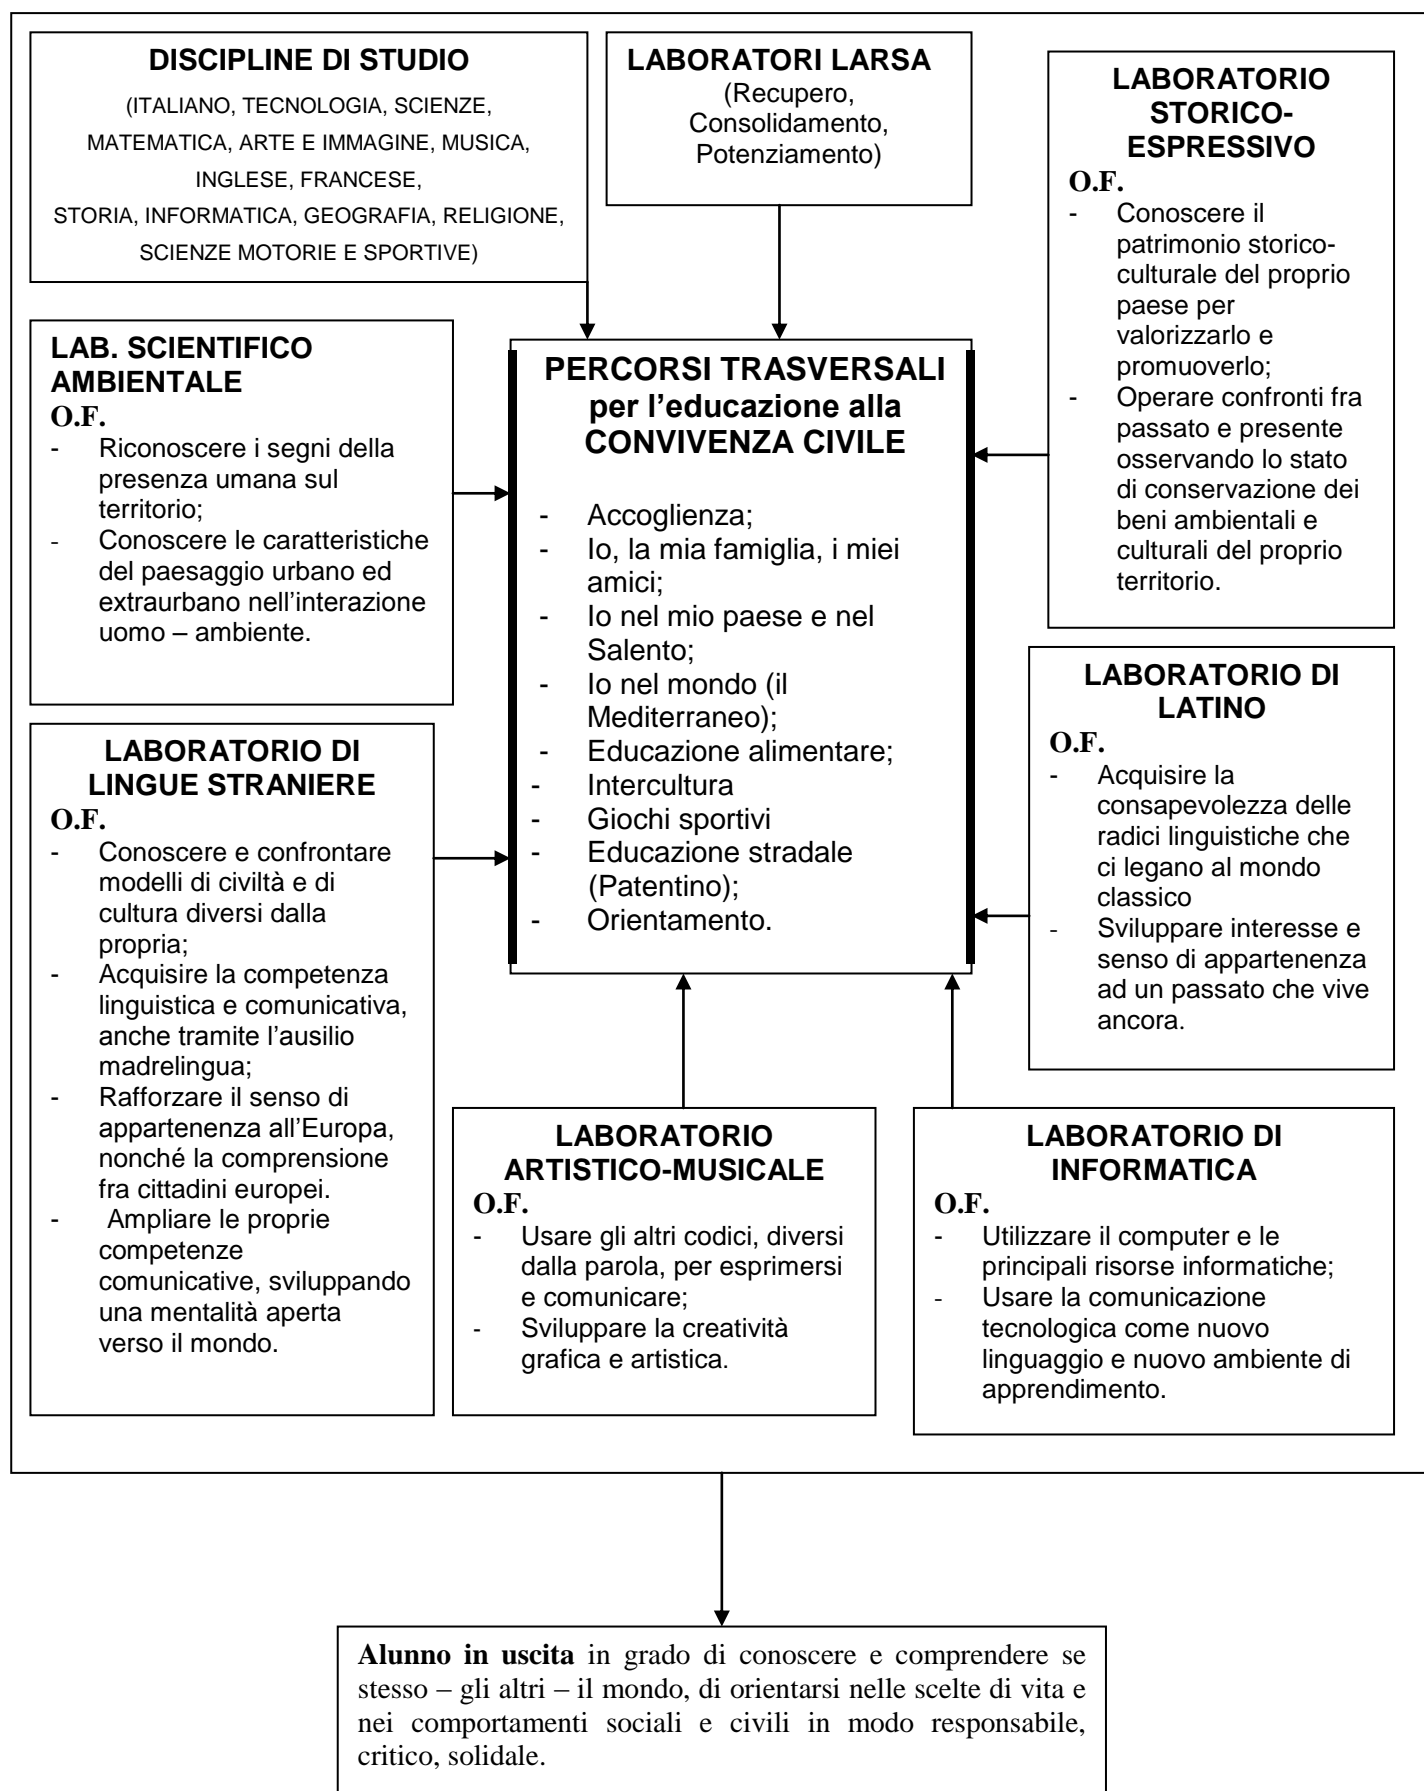 DISCIPLINE DI STUDIO
(ITALIANO, TECNOLOGIA, SCIENZE,
MATEMATICA, ARTE E IMMAGINE, MUSICA,
INGLESE, FRANCESE,
STORIA, INFORMATICA, GEOGRAFIA, RELIGIONE,
SCIENZE MOTORIE E SPORTIVE)
LABORATORI LARSA
(Recupero,
Consolidamento,
Potenziamento)
LABORATORIO
STORICO-
ESPRESSIVO
O.F.
- Conoscere il
patrimonio storico-
culturale del proprio
paese per
valorizzarlo e
promuoverlo;
- Operare confronti fra
passato e presente
osservando lo stato
di conservazione dei
beni ambientali e
culturali del proprio
territorio.
LAB. SCIENTIFICO
AMBIENTALE
O.F.
- Riconoscere i segni della
presenza umana sul
territorio;
- Conoscere le caratteristiche
del paesaggio urbano ed
extraurbano nell’interazione
uomo – ambiente.
PERCORSI TRASVERSALI
per l’educazione alla
CONVIVENZA CIVILE
- Accoglienza;
- Io, la mia famiglia, i miei
amici;
- Io nel mio paese e nel
Salento;
- Io nel mondo (il
Mediterraneo);
- Educazione alimentare;
- Intercultura
- Giochi sportivi
- Educazione stradale
(Patentino);
- Orientamento.
LABORATORIO DI
LATINO
O.F.
- Acquisire la
consapevolezza delle
radici linguistiche che
ci legano al mondo
classico
- Sviluppare interesse e
senso di appartenenza
ad un passato che vive
ancora.
LABORATORIO DI
LINGUE STRANIERE
O.F.
- Conoscere e confrontare
modelli di civiltà e di
cultura diversi dalla
propria;
- Acquisire la competenza
linguistica e comunicativa,
anche tramite l’ausilio
madrelingua;
- Rafforzare il senso di
appartenenza all’Europa,
nonché la comprensione
fra cittadini europei.
- Ampliare le proprie
competenze
comunicative, sviluppando
una mentalità aperta
verso il mondo.
LABORATORIO
ARTISTICO-MUSICALE
O.F.
- Usare gli altri codici, diversi
dalla parola, per esprimersi
e comunicare;
- Sviluppare la creatività
grafica e artistica.
LABORATORIO DI
INFORMATICA
O.F.
- Utilizzare il computer e le
principali risorse informatiche;
- Usare la comunicazione
tecnologica come nuovo
linguaggio e nuovo ambiente di
apprendimento.
Alunno in uscita in grado di conoscere e comprendere se
stesso – gli altri – il mondo, di orientarsi nelle scelte di vita e
nei comportamenti sociali e civili in modo responsabile,
critico, solidale.